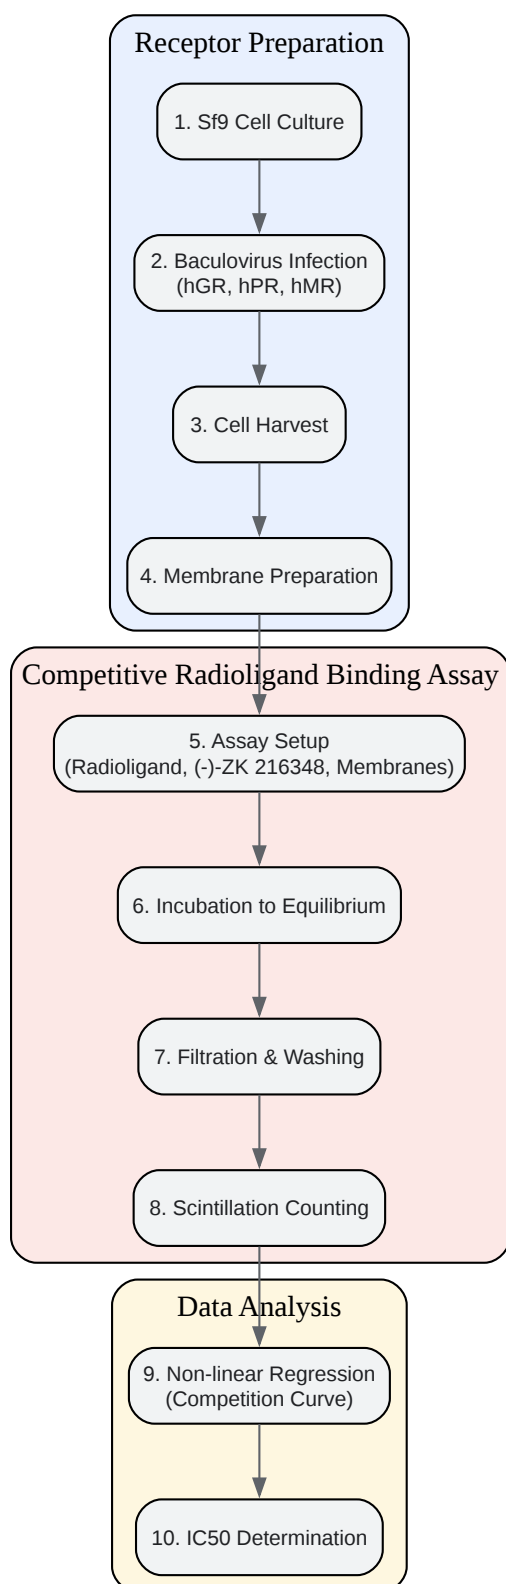 Receptor Preparation
1. Sf9 Cell Culture
2. Baculovirus Infection
(hGR, hPR, hMR)
3. Cell Harvest
4. Membrane Preparation
Competitive Radioligand Binding Assay
5. Assay Setup
(Radioligand, (-)-ZK 216348, Membranes)
6. Incubation to Equilibrium
7. Filtration & Washing
8. Scintillation Counting
Data Analysis
9. Non-linear Regression
(Competition Curve)
10. IC50 Determination